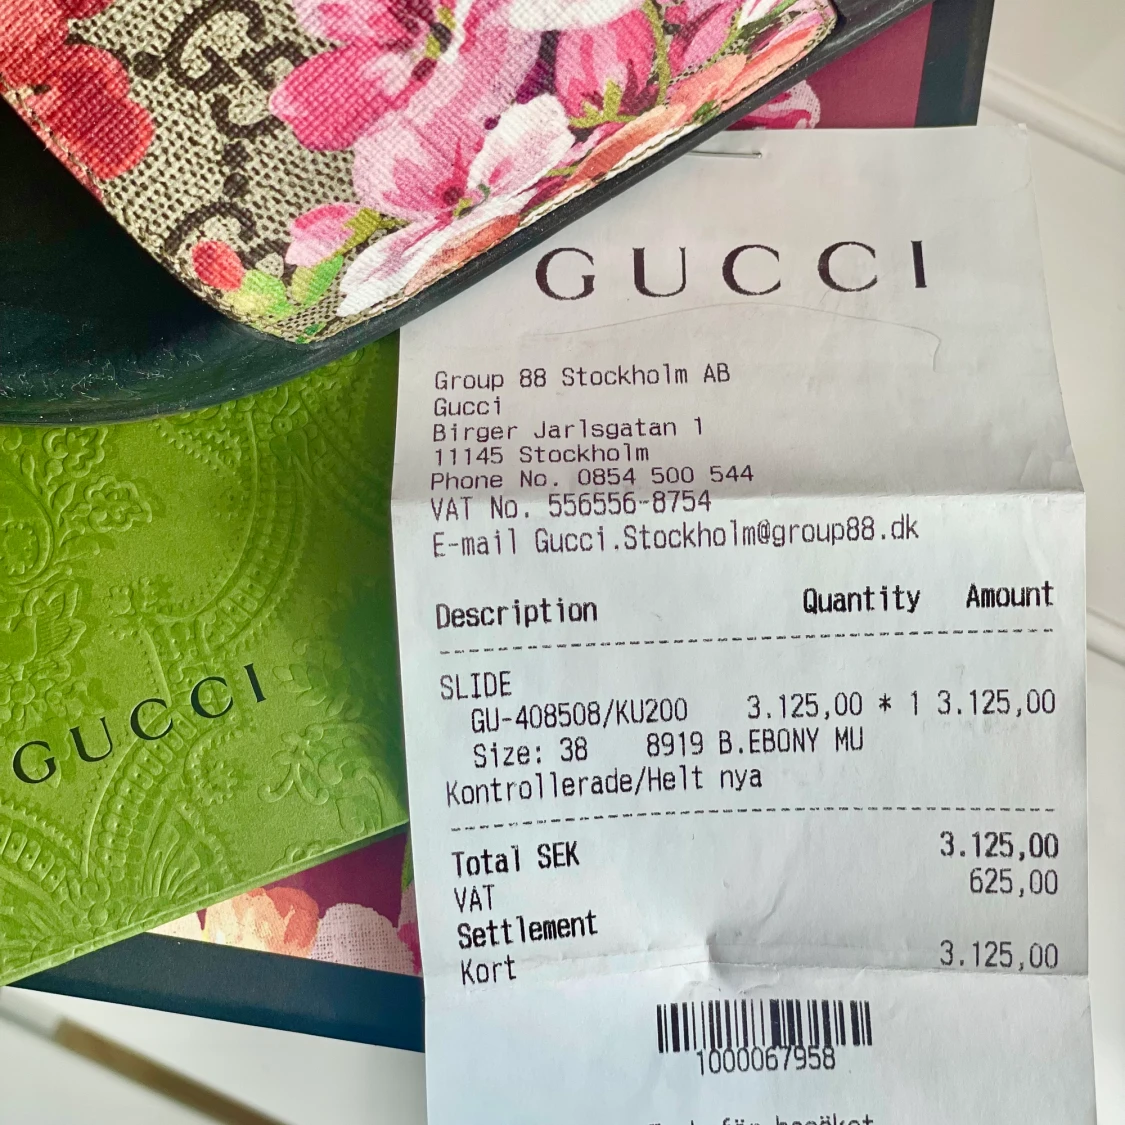 GUCCI
Group 88 Stockholm AB
Gucci
Birger Jarlsgatan 1
11145 Stockholm
Phone No. 0854 500 544
VAT No. 556556-8754
E-mail Gucci.Stockholm@group88.dk
Description Quantity Amount
SLIDE
GU-408508/KU200 3.125,00 * 1 3.125,00
Size: 38 8919 B.EBONY MU
Kontrollerade/Helt nya
Total SEK 3.125,00
VAT 625,00
Settlement
Kort 3.125,00
1000067958
GUCCI